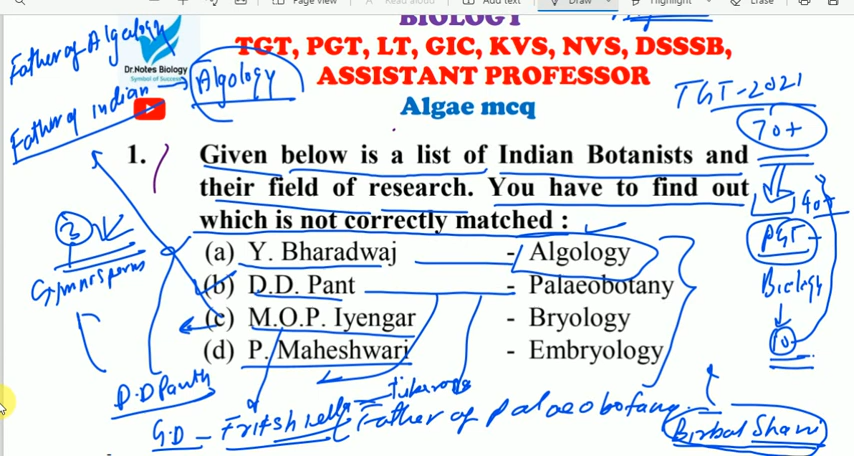 Page view
Read aloud
Add text
Draw
Highlight
Erase
BIOLOGY
TGT, PGT, LT, GIC, KVS, NVS, DSSSB,
ASSISTANT PROFESSOR
Algae mcq
Dr.Notes Biology
Symbol of Success
Father of Algology
Father of Indian → Algology
TGT-2021
70+
40+
PGT
Biology
10
1. Given below is a list of Indian Botanists and
their field of research. You have to find out
which is not correctly matched :
(a) Y. Bharadwaj - Algology
(b) D.D. Pant - Palaeobotany
(c) M.O.P. Iyengar - Bryology
(d) P. Maheshwari - Embryology
3
D.D Panth
G.D - Fritshella
Father of Palaeobotany
Birbal Shani